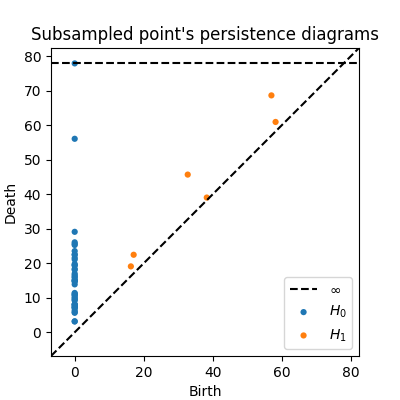 Subsampled point's persistence diagrams
80
70
60
50
40
30
20
10
0
Death
∞
H₀
H₁
0 20 40 60 80
Birth